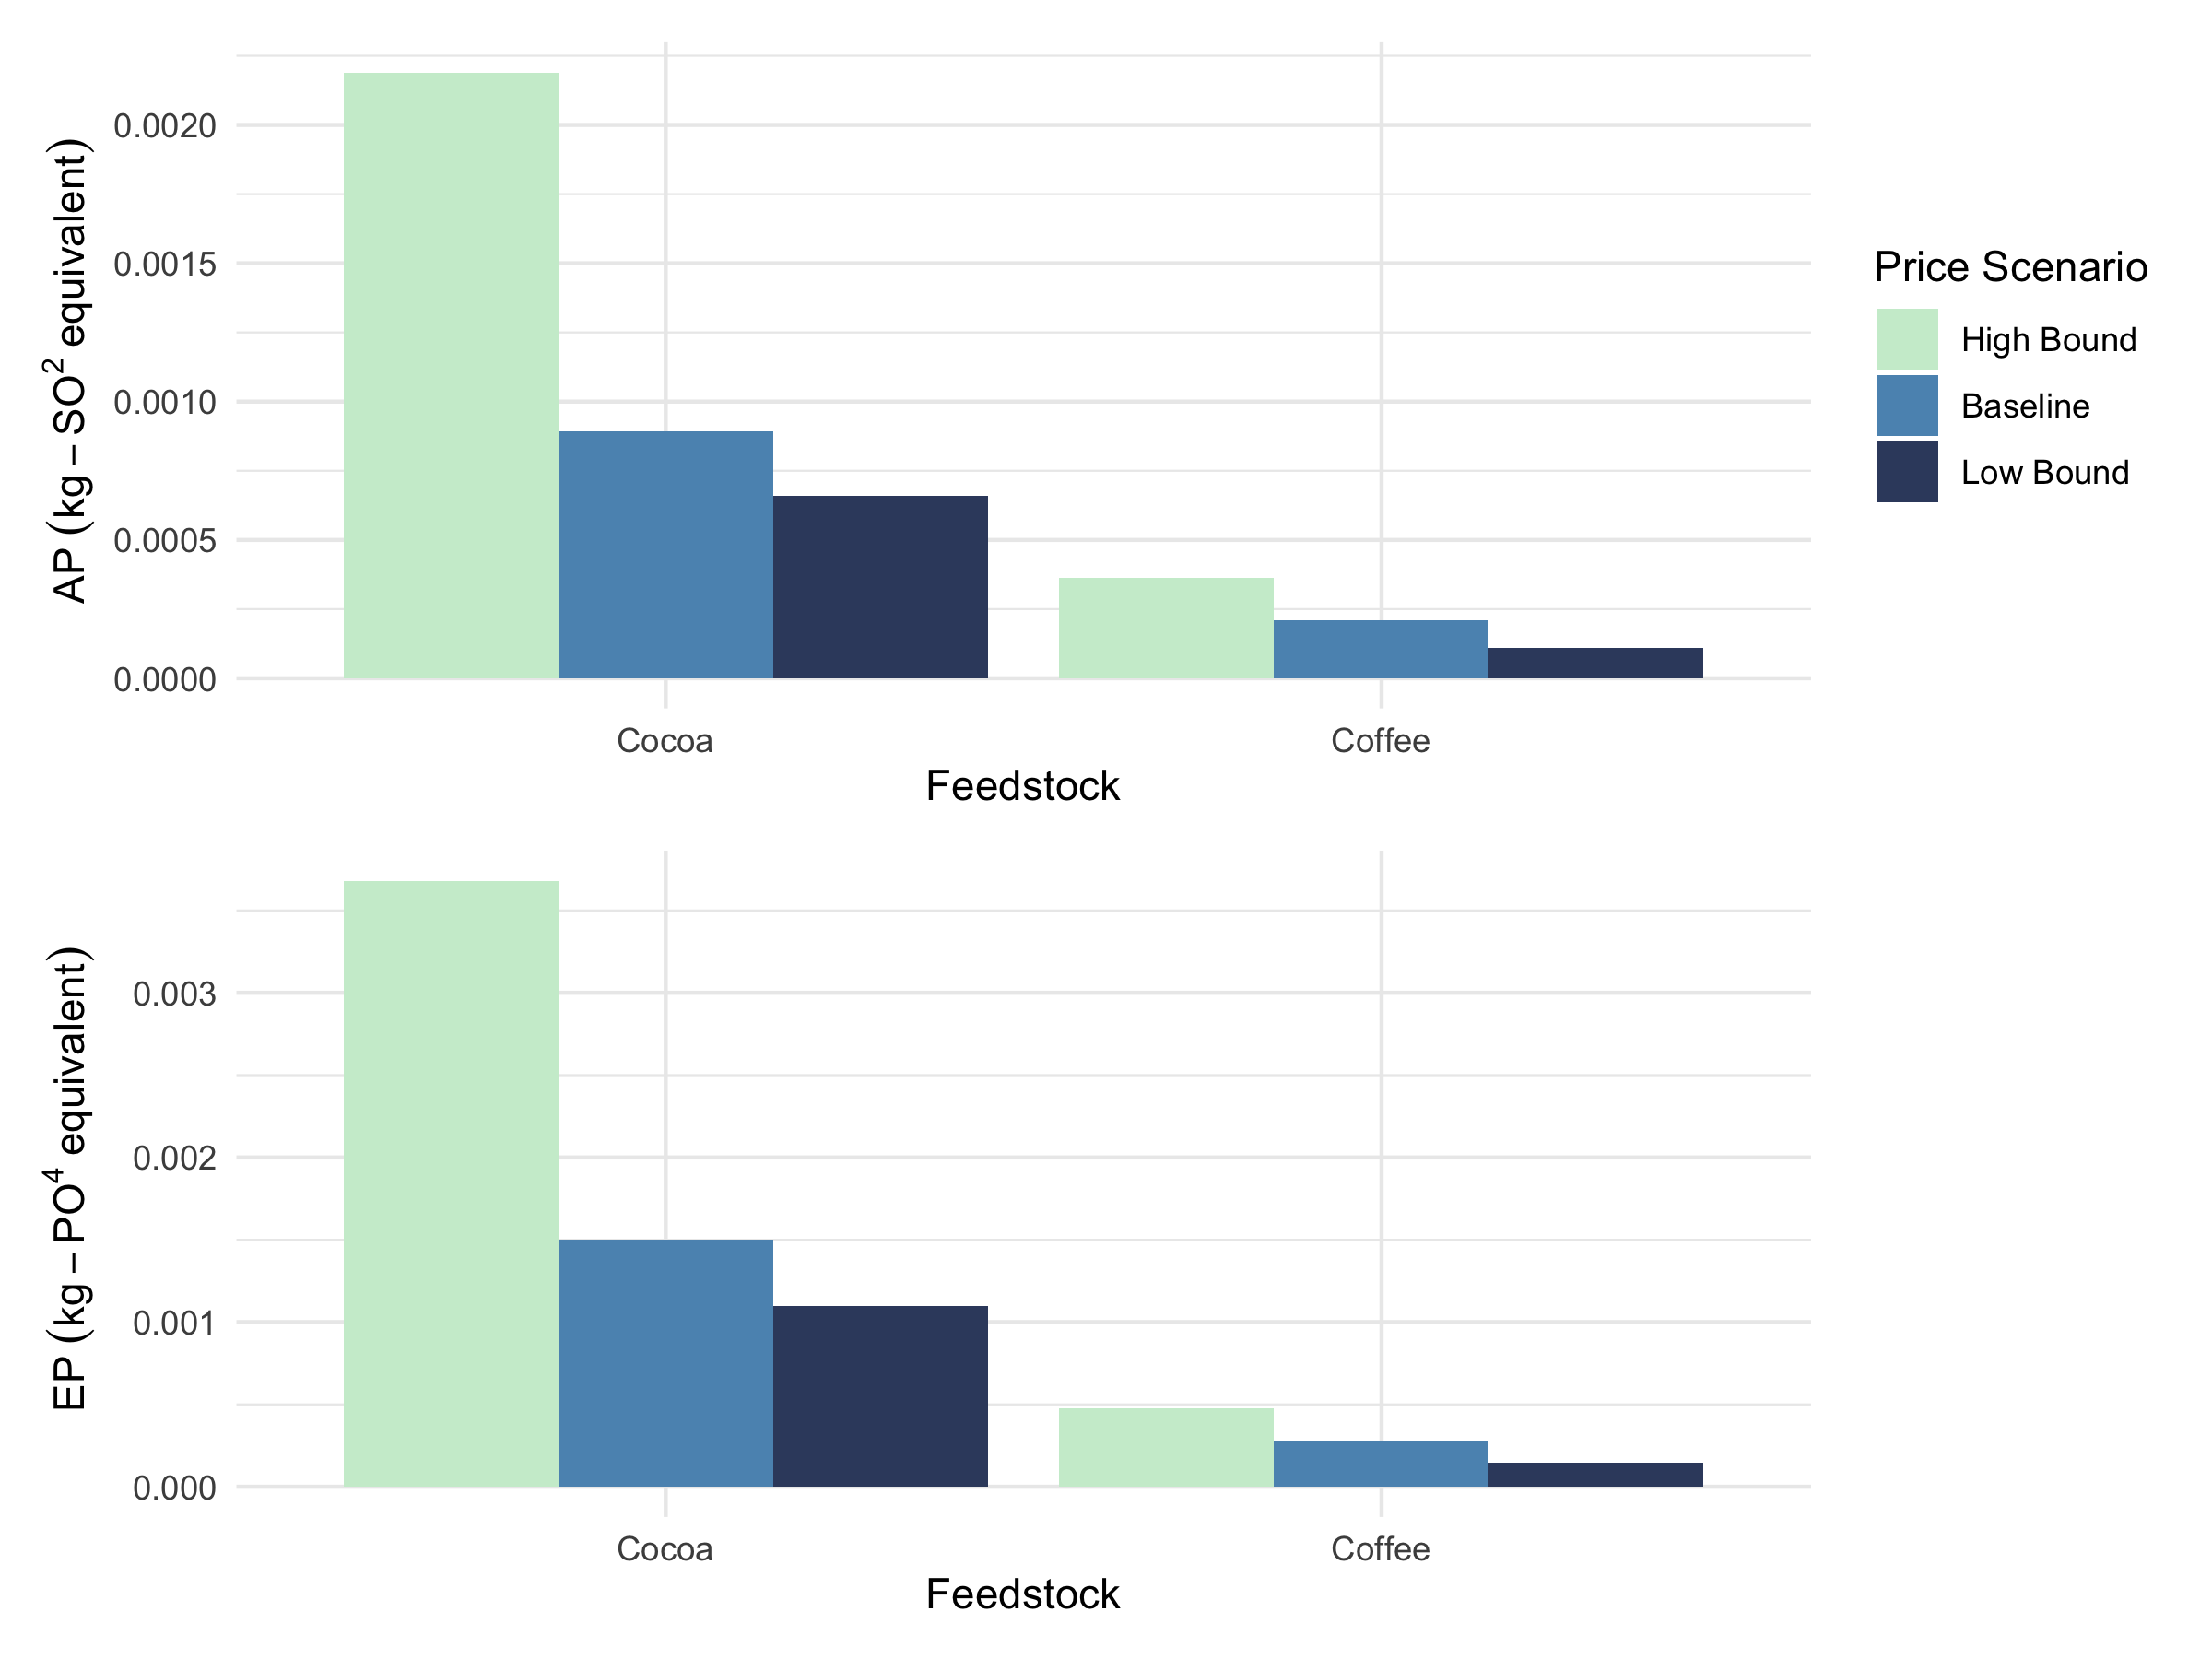 AP (kg – SO² equivalent)
0.0020
0.0015
0.0010
0.0005
0.0000
Cocoa Coffee
Feedstock
Price Scenario
High Bound
Baseline
Low Bound
EP (kg – PO⁴ equivalent)
0.003
0.002
0.001
0.000
Cocoa Coffee
Feedstock